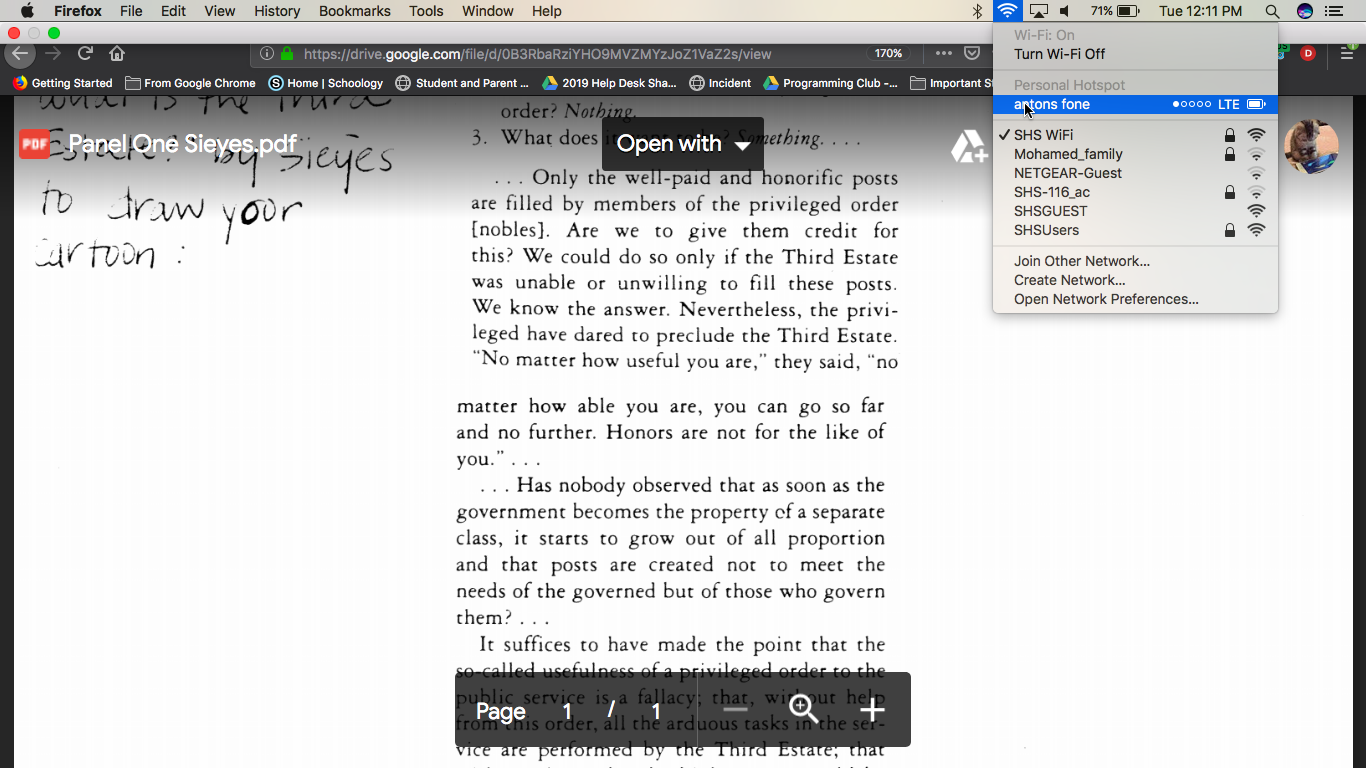 Firefox File Edit View History Bookmarks Tools Window Help 71% Tue 12:11 PM
https://drive.google.com/file/d/0B3RbaRziYHO9MVZMYzJoZ1VaZ2s/view 170%
Getting Started From Google Chrome Home | Schoology Student and Parent ... 2019 Help Desk Sha... Incident Programming Club -... Important S
Wi-Fi: On
Turn Wi-Fi Off
Personal Hotspot
antons fone LTE
SHS WiFi
Mohamed_family
NETGEAR-Guest
SHS-116_ac
SHSGUEST
SHSUsers
Join Other Network...
Create Network...
Open Network Preferences...
PDF Panel One Sieyes.pdf
Open with
what is the Third
Estate? by Sieyes
to draw your
cartoon :
order? Nothing.
3. What does it Something. . . .
. . . Only the well-paid and honorific posts
are filled by members of the privileged order
[nobles]. Are we to give them credit for
this? We could do so only if the Third Estate
was unable or unwilling to fill these posts.
We know the answer. Nevertheless, the privi-
leged have dared to preclude the Third Estate.
“No matter how useful you are,” they said, “no
matter how able you are, you can go so far
and no further. Honors are not for the like of
you.” . . .
. . . Has nobody observed that as soon as the
government becomes the property of a separate
class, it starts to grow out of all proportion
and that posts are created not to meet the
needs of the governed but of those who govern
them? . . .
It suffices to have made the point that the
so-called usefulness of a privileged order to the
public service is a fallacy; that, without help
from this order, all the arduous tasks in the ser-
vice are performed by the Third Estate; that
Page 1 / 1